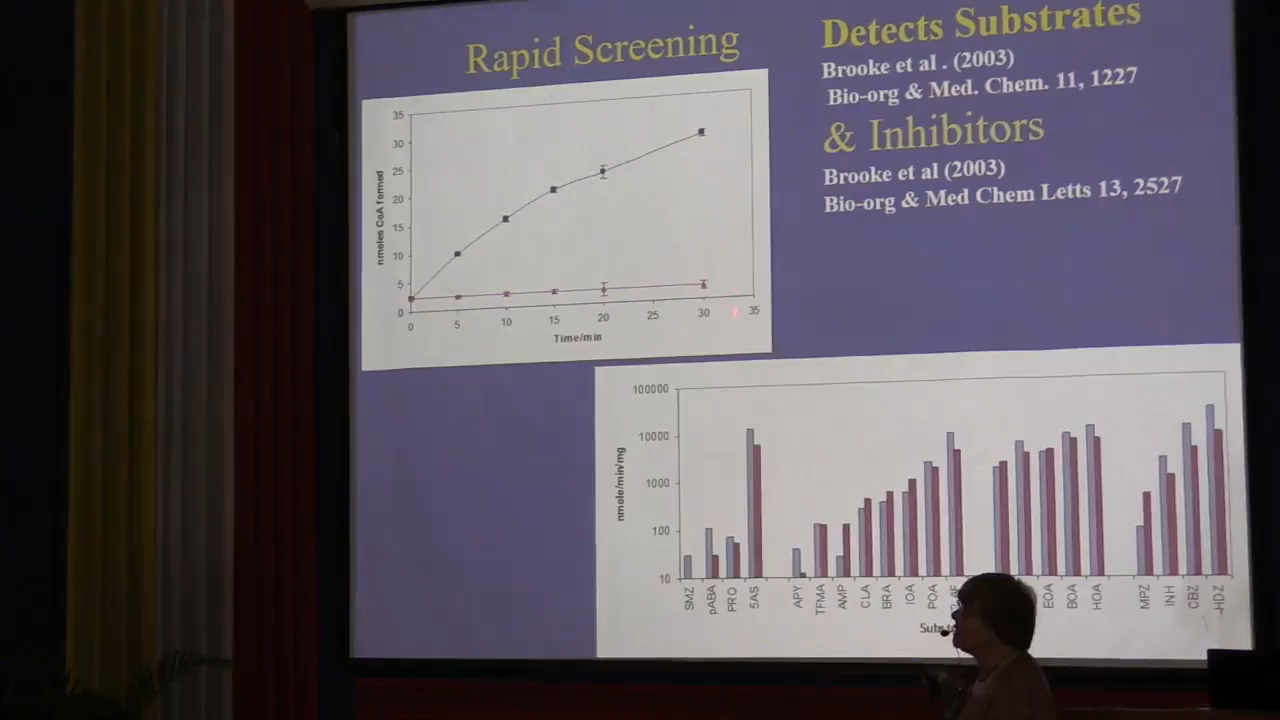 Rapid Screening
Detects Substrates
Brooke et al . (2003)
Bio-org & Med. Chem. 11, 1227
& Inhibitors
Brooke et al (2003)
Bio-org & Med Chem Letts 13, 2527
nmoles CoA formed
35
30
25
20
15
10
5
0
0 5 10 15 20 25 30 35
Time/min
nmole/min/mg
100000
10000
1000
100
10
SMZ pABA PRO 5AS APY TFMA AMP CLA BRA IOA POA EOA BOA HOA MPZ INH CBZ HDZ